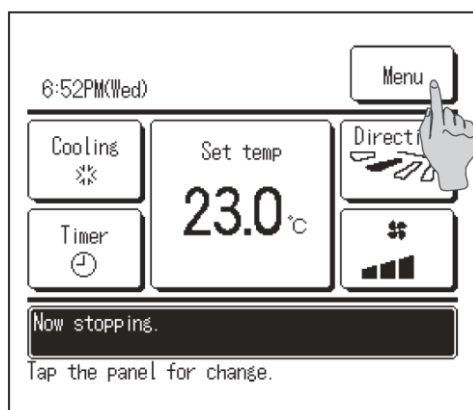 6:52PM(Wed)
Menu
Cooling
Set temp
23.0 °C
Timer
Now stopping.
Tap the panel for change.